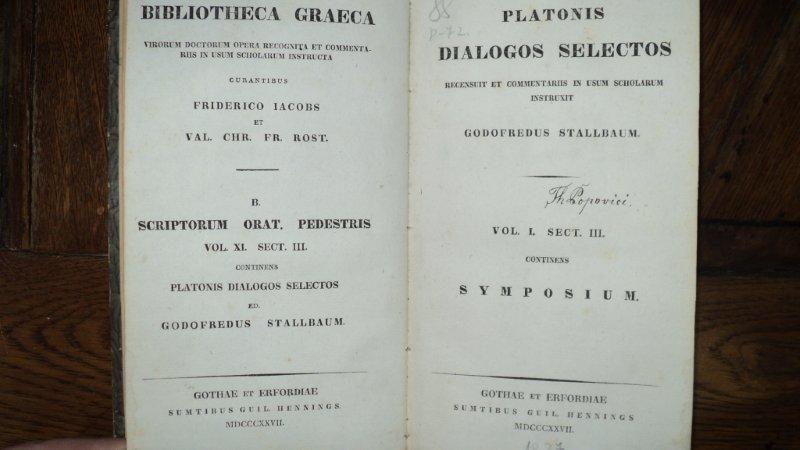 BIBLIOTHECA GRAECA
VIRORUM DOCTORUM OPERA RECOGNITA ET COMMENTA-
RIIS IN USUM SCHOLARUM INSTRUCTA
CURANTIBUS
FRIDERICO IACOBS
ET
VAL. CHR. FR. ROST.
B.
SCRIPTORUM ORAT. PEDESTRIS
VOL. XI. SECT. III.
CONTINENS
PLATONIS DIALOGOS SELECTOS
ED.
GODOFREDUS STALLBAUM.
GOTHAE ET ERFORDIAE
SUMTIBUS GUIL. HENNINGS.
MDCCCXXVII.
88
P-72.
PLATONIS
DIALOGOS SELECTOS
RECENSUIT ET COMMENTARIIS IN USUM SCHOLARUM
INSTRUXIT
GODOFREDUS STALLBAUM.
Th Popovici.
VOL. I. SECT. III.
CONTINENS
SYMPOSIUM.
GOTHAE ET ERFORDIAE
SUMTIBUS GUIL. HENNINGS
MDCCCXXVII.
1827